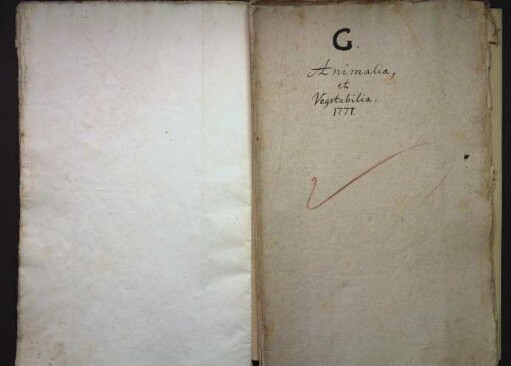 G.
Animalia,
et
Vegetabilia.
1771.